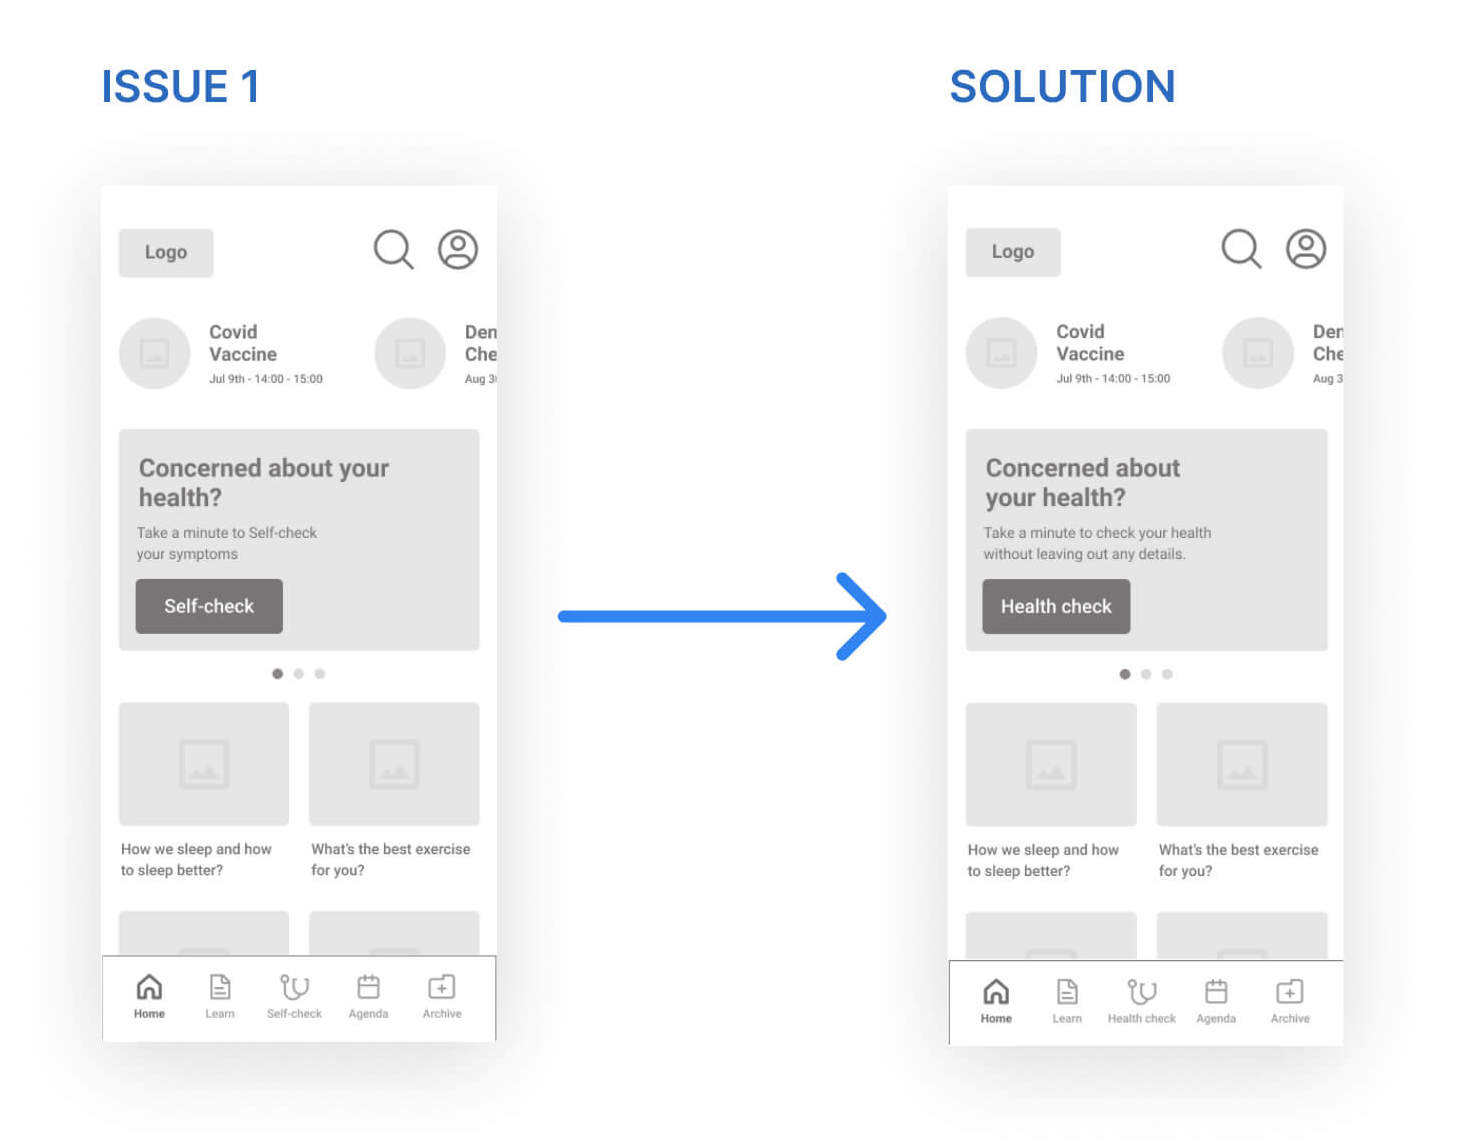 ISSUE 1
Logo
Covid
Vaccine
Jul 9th - 14:00 - 15:00
Den
Che
Aug 3
Concerned about your
health?
Take a minute to Self-check
your symptoms
Self-check
How we sleep and how
to sleep better?
What's the best exercise
for you?
Home
Learn
Self-check
Agenda
Archive
SOLUTION
Logo
Covid
Vaccine
Jul 9th - 14:00 - 15:00
Der
Che
Aug 3
Concerned about
your health?
Take a minute to check your health
without leaving out any details.
Health check
How we sleep and how
to sleep better?
What's the best exercise
for you?
Home
Learn
Health check
Agenda
Archive